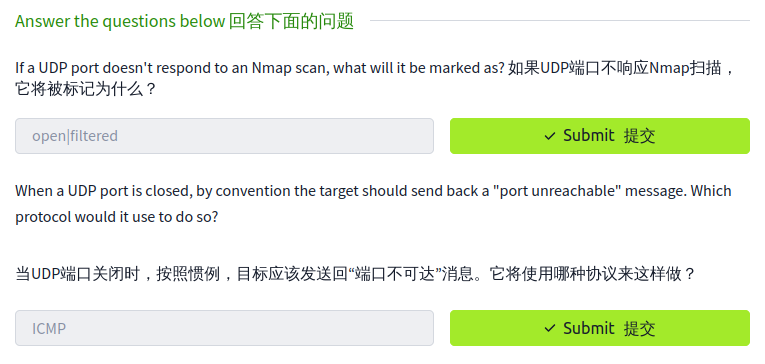 Answer the questions below 回答下面的问题
If a UDP port doesn't respond to an Nmap scan, what will it be marked as? 如果UDP端口不响应Nmap扫描，
它将被标记为什么？
open|filtered
✓ Submit 提交
When a UDP port is closed, by convention the target should send back a "port unreachable" message. Which
protocol would it use to do so?
当UDP端口关闭时，按照惯例，目标应该发送回“端口不可达”消息。它将使用哪种协议来这样做？
ICMP
✓ Submit 提交